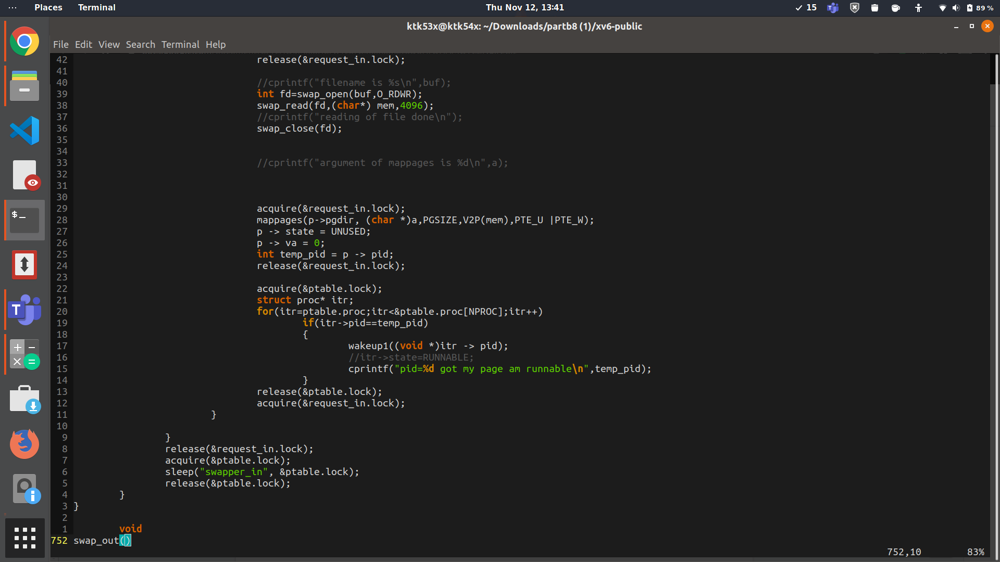 ··· Places Terminal Thu Nov 12, 13:41 15 T 89 %
ktk53x@ktk54x: ~/Downloads/partb8 (1)/xv6-public
File Edit View Search Terminal Help
42 release(&request_in.lock);
41
40 //cprintf("filename is %s\n",buf);
39 int fd=swap_open(buf,O_RDWR);
38 swap_read(fd,(char*) mem,4096);
37 //cprintf("reading of file done\n");
36 swap_close(fd);
35
34
33 //cprintf("argument of mappages is %d\n",a);
32
31
30
29 acquire(&request_in.lock);
28 mappages(p->pgdir, (char *)a,PGSIZE,V2P(mem),PTE_U |PTE_W);
27 p -> state = UNUSED;
26 p -> va = 0;
25 int temp_pid = p -> pid;
24 release(&request_in.lock);
23
22 acquire(&ptable.lock);
21 struct proc* itr;
20 for(itr=ptable.proc;itr<&ptable.proc[NPROC];itr++)
19 if(itr->pid==temp_pid)
18 {
17 wakeup1((void *)itr -> pid);
16 //itr->state=RUNNABLE;
15 cprintf("pid=%d got my page am runnable\n",temp_pid);
14 }
13 release(&ptable.lock);
12 acquire(&request_in.lock);
11 }
10
9 }
8 release(&request_in.lock);
7 acquire(&ptable.lock);
6 sleep("swapper_in", &ptable.lock);
5 release(&ptable.lock);
4 }
3 }
2
1 void
752 swap_out()
752,10 83%
$_
T